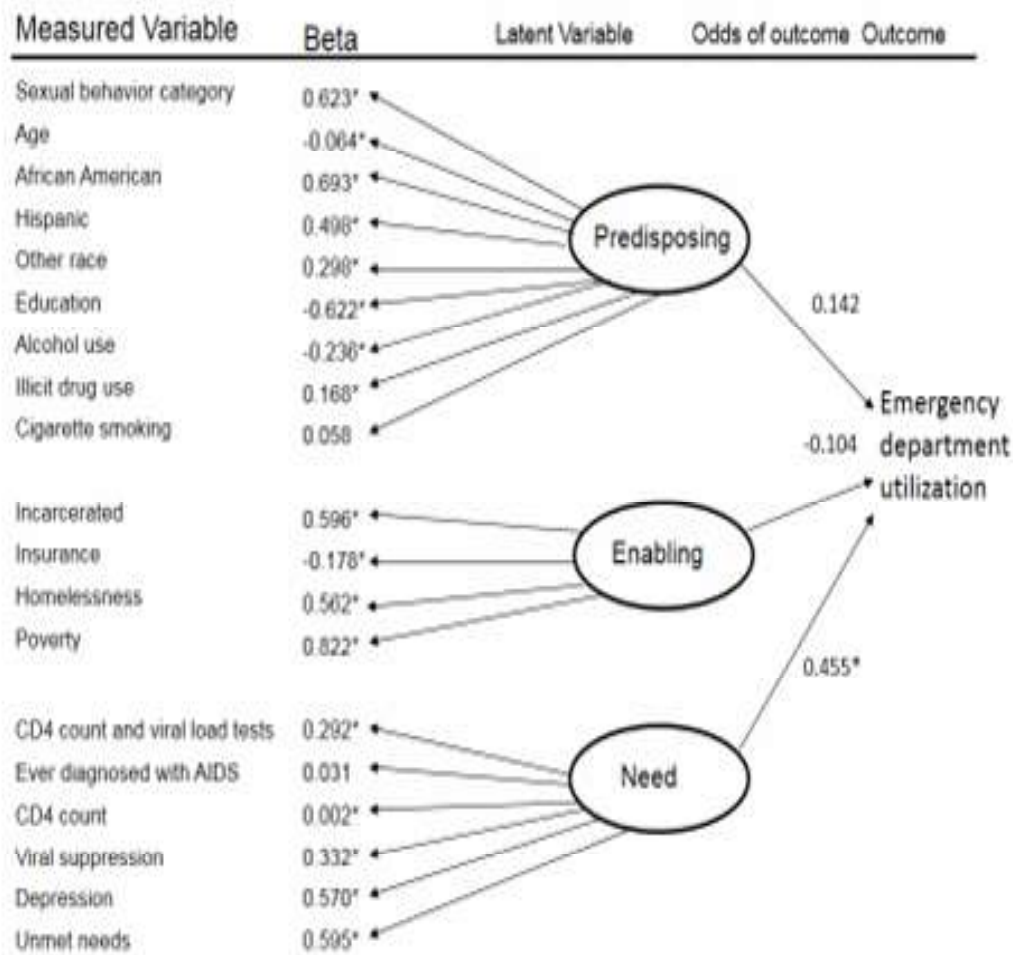 Measured Variable Beta Latent Variable Odds of outcome Outcome
Sexual behavior category 0.623*
Age -0.064*
African American 0.693*
Hispanic 0.498*
Other race 0.298*
Education -0.622*
Alcohol use -0.236*
Illicit drug use 0.168*
Cigarette smoking 0.058
Predisposing
0.142
Emergency
department
utilization
-0.104
Incarcerated 0.596*
Insurance -0.178*
Homelessness 0.562*
Poverty 0.822*
Enabling
0.455*
CD4 count and viral load tests 0.292*
Ever diagnosed with AIDS 0.031
CD4 count 0.002*
Viral suppression 0.332*
Depression 0.570*
Unmet needs 0.595*
Need